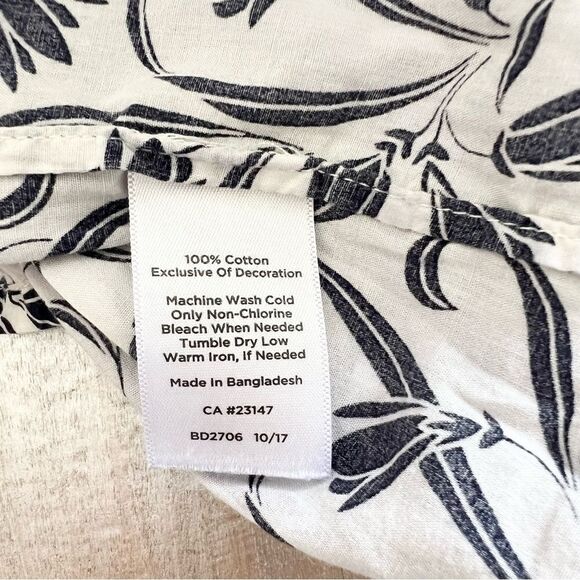 100% Cotton
Exclusive Of Decoration
Machine Wash Cold
Only Non-Chlorine
Bleach When Needed
Tumble Dry Low
Warm Iron, If Needed
Made In Bangladesh
CA #23147
BD2706 10/17